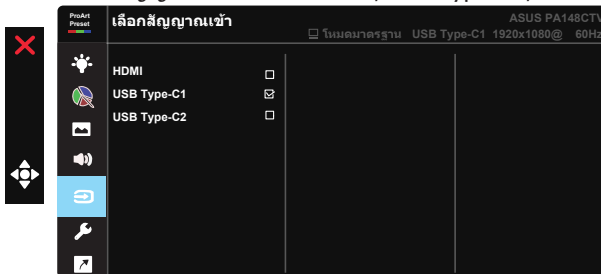 ProArt
Preset
เลือกสัญญาณเข้า
ASUS PA148CTV
โหมดมาตรฐาน USB Type-C1 1920x1080@ 60Hz
HDMI
USB Type-C1
USB Type-C2